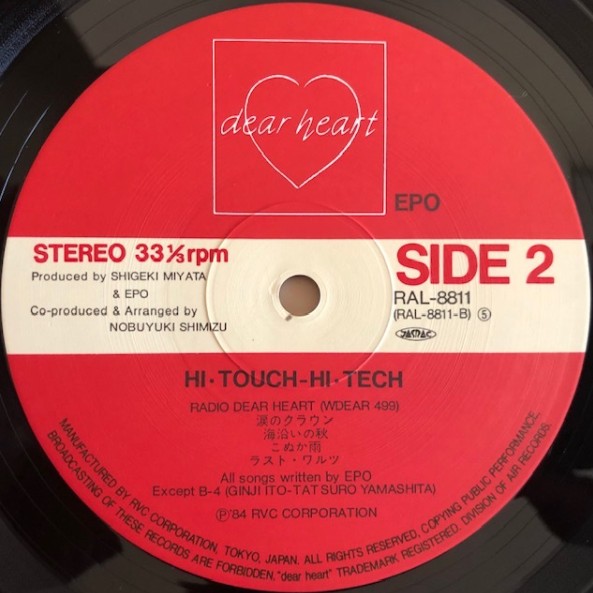 dear heart
EPO
STEREO 33⅓rpm
SIDE 2
Produced by SHIGEKI MIYATA
& EPO
Co-produced & Arranged by
NOBUYUKI SHIMIZU
RAL-8811
(RAL-8811-B) ⑤
JASRAC
HI・TOUCH-HI・TECH
RADIO DEAR HEART (WDEAR 499)
涙のクラウン
海沿いの秋
こぬか雨
ラスト・ワルツ
All songs written by EPO
Except B-4 (GINJI ITO-TATSURO YAMASHITA)
Ⓟ'84 RVC CORPORATION
MANUFACTURED BY RVC CORPORATION, TOKYO, JAPAN. ALL RIGHTS RESERVED, COPYING PUBLIC PERFORMANCE,
BROADCASTING OF THESE RECORDS ARE FORBIDDEN. "dear heart" TRADEMARK REGISTERED. DIVISION OF AIR RECORDS.